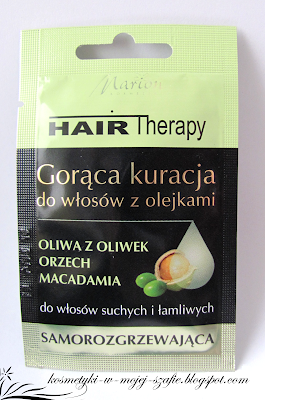 Marion
HAIR Therapy
Gorąca kuracja
do włosów z olejkami
OLIWA Z OLIWEK
ORZECH
MACADAMIA
do włosów suchych i łamliwych
SAMOROZGRZEWAJĄCA
kosmetyki-w-mojej-szafie.blogspot.com